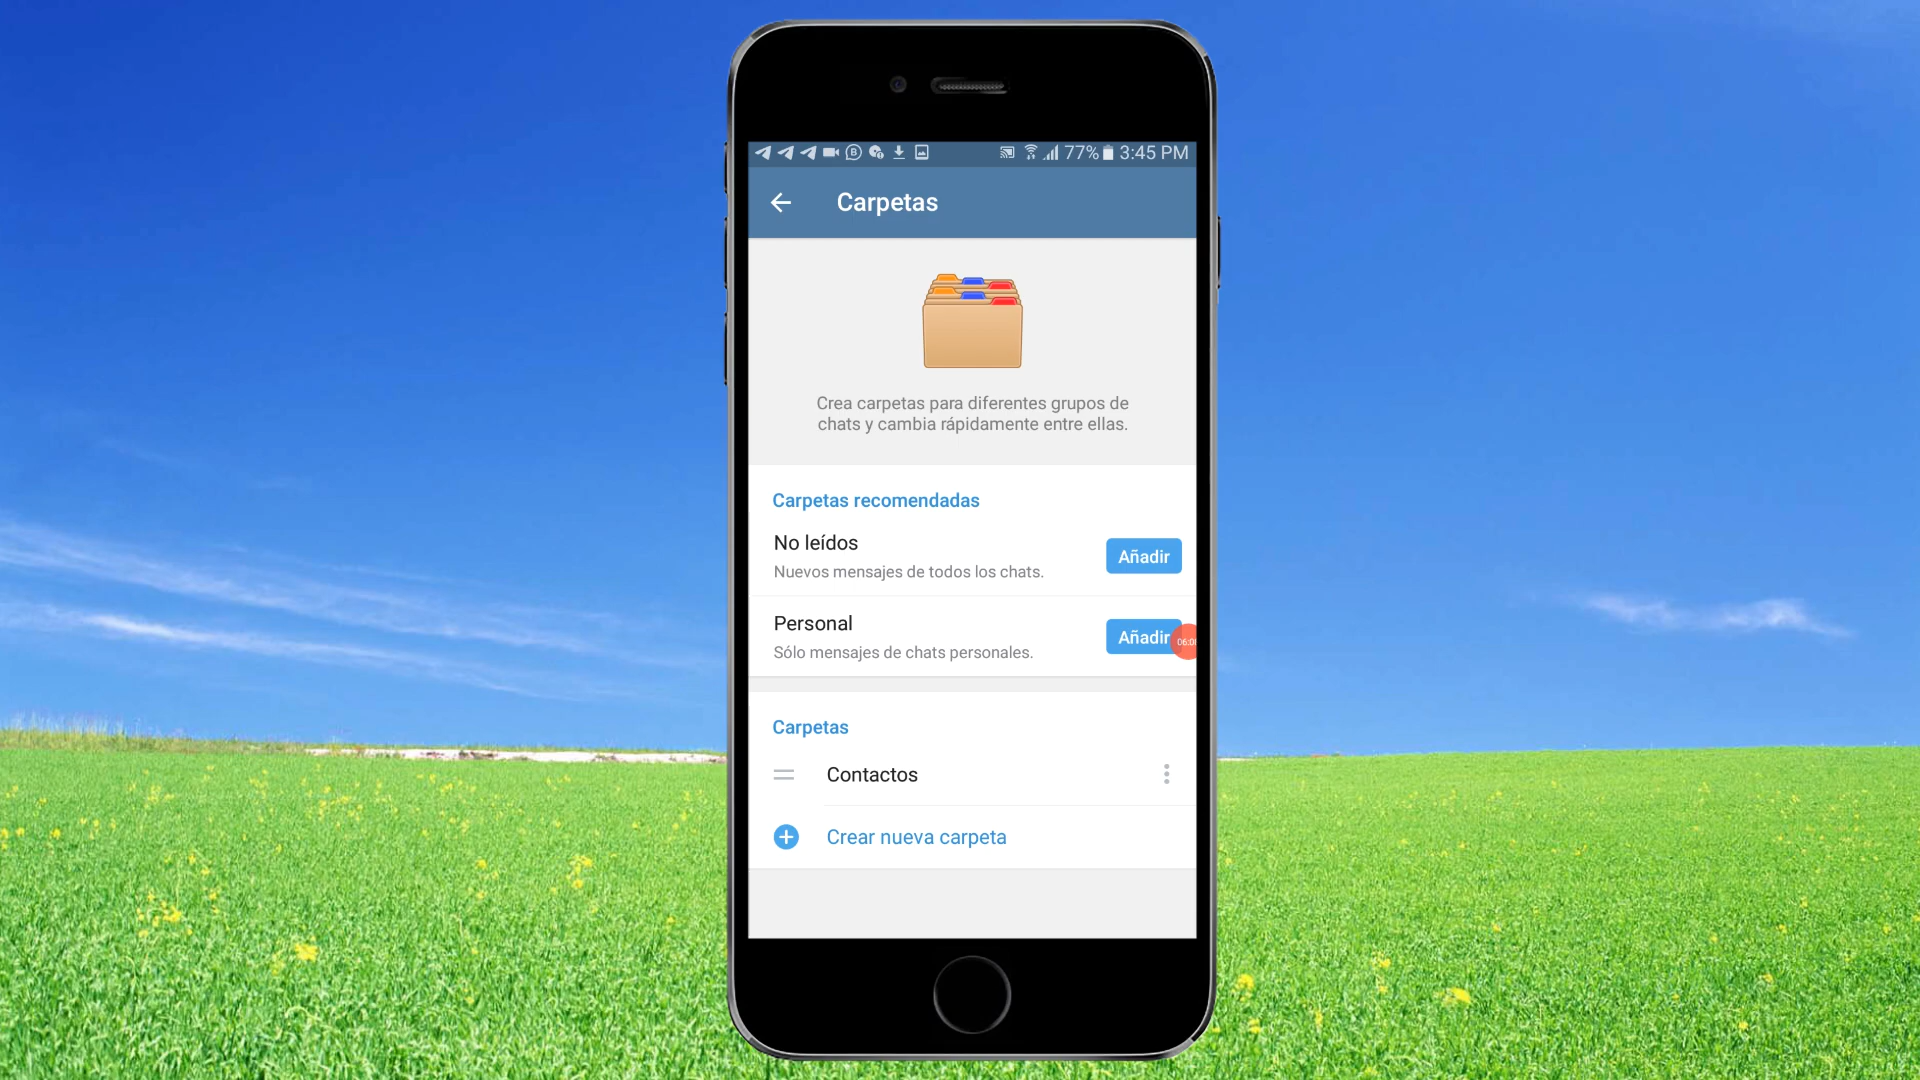 77% 3:45 PM
Carpetas
Crea carpetas para diferentes grupos de
chats y cambia rápidamente entre ellas.
Carpetas recomendadas
No leídos
Añadir
Nuevos mensajes de todos los chats.
Personal
Añadir
Sólo mensajes de chats personales.
Carpetas
Contactos
Crear nueva carpeta